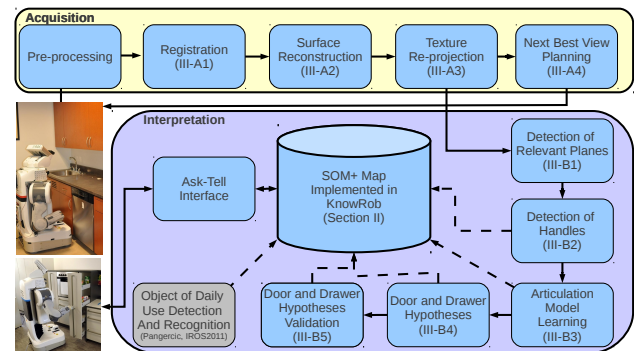 Acquisition
Pre-processing
Registration
(III-A1)
Surface
Reconstruction
(III-A2)
Texture
Re-projection
(III-A3)
Next Best View
Planning
(III-A4)
Interpretation
SOM+ Map
Implemented in
KnowRob
(Section II)
Ask-Tell
Interface
Detection of
Relevant Planes
(III-B1)
Detection of
Handles
(III-B2)
Object of Daily
Use Detection
And Recognition
(Pangercic, IROS2011)
Door and Drawer
Hypotheses
Validation
(III-B5)
Door and Drawer
Hypotheses
(III-B4)
Articulation Model
Learning
(III-B3)